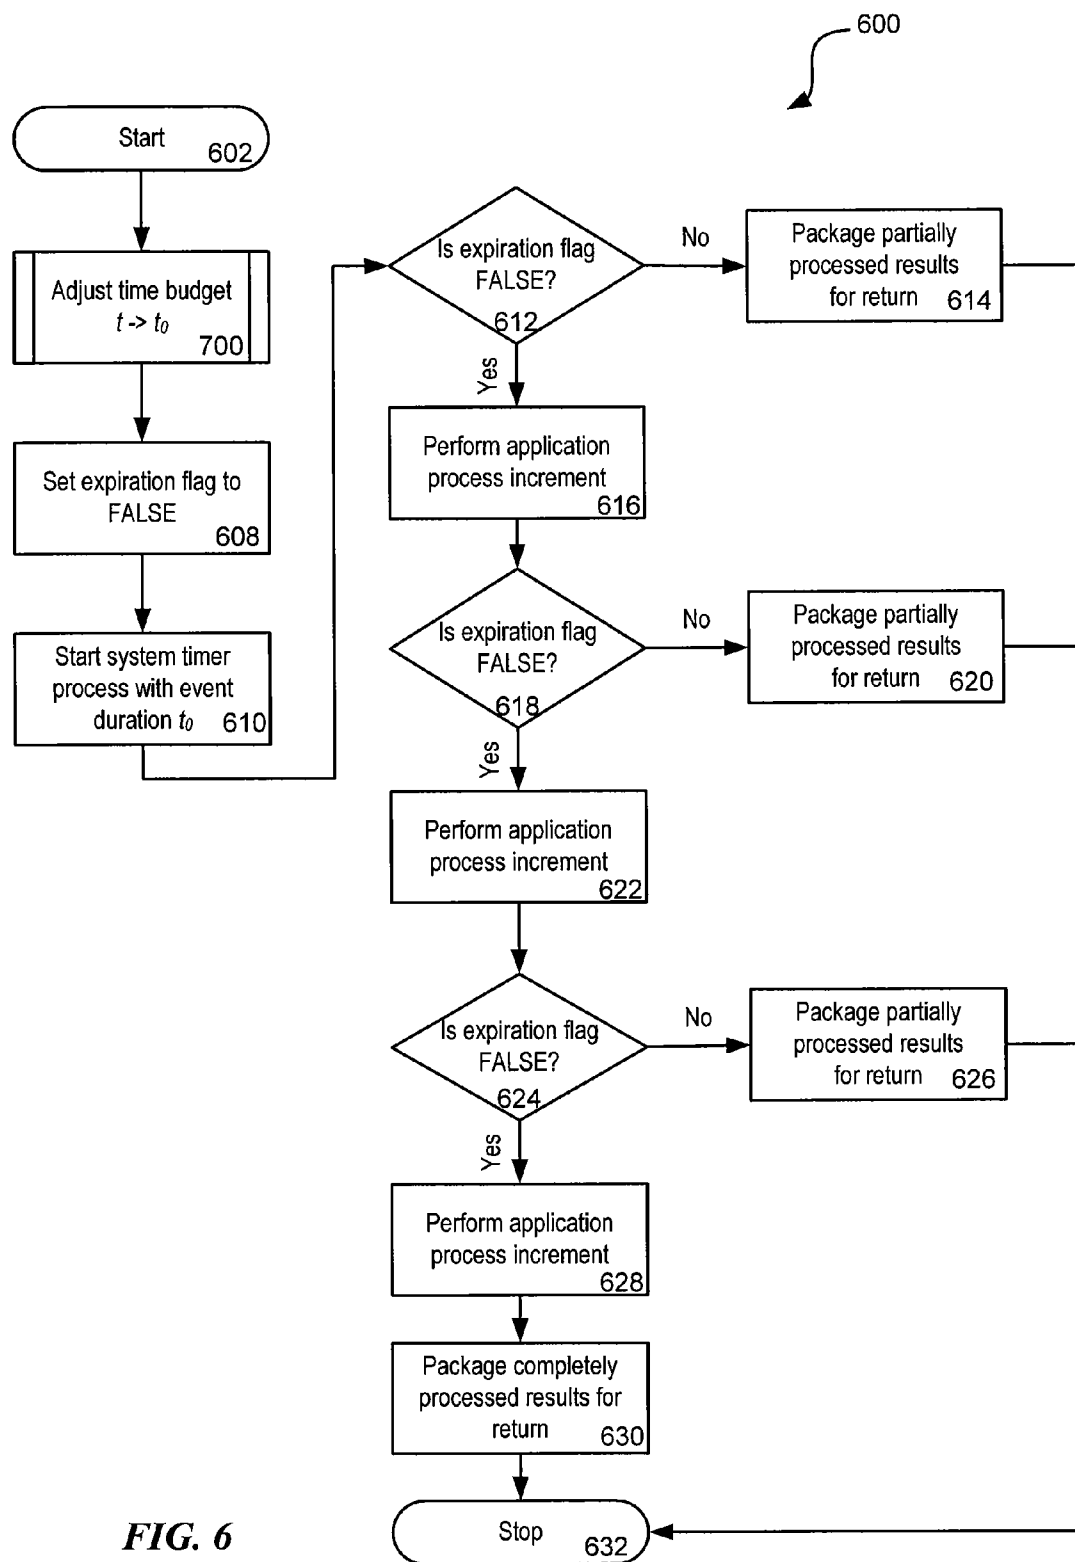 600
Start
602
Adjust time budget
t -> t0
700
Set expiration flag to
FALSE
608
Start system timer
process with event
duration t0 610
Is expiration flag
FALSE?
612
No
Package partially
processed results
for return 614
Yes
Perform application
process increment
616
Is expiration flag
FALSE?
618
No
Package partially
processed results
for return 620
Yes
Perform application
process increment
622
Is expiration flag
FALSE?
624
No
Package partially
processed results
for return 626
Yes
Perform application
process increment
628
Package completely
processed results for
return 630
Stop
632
FIG. 6